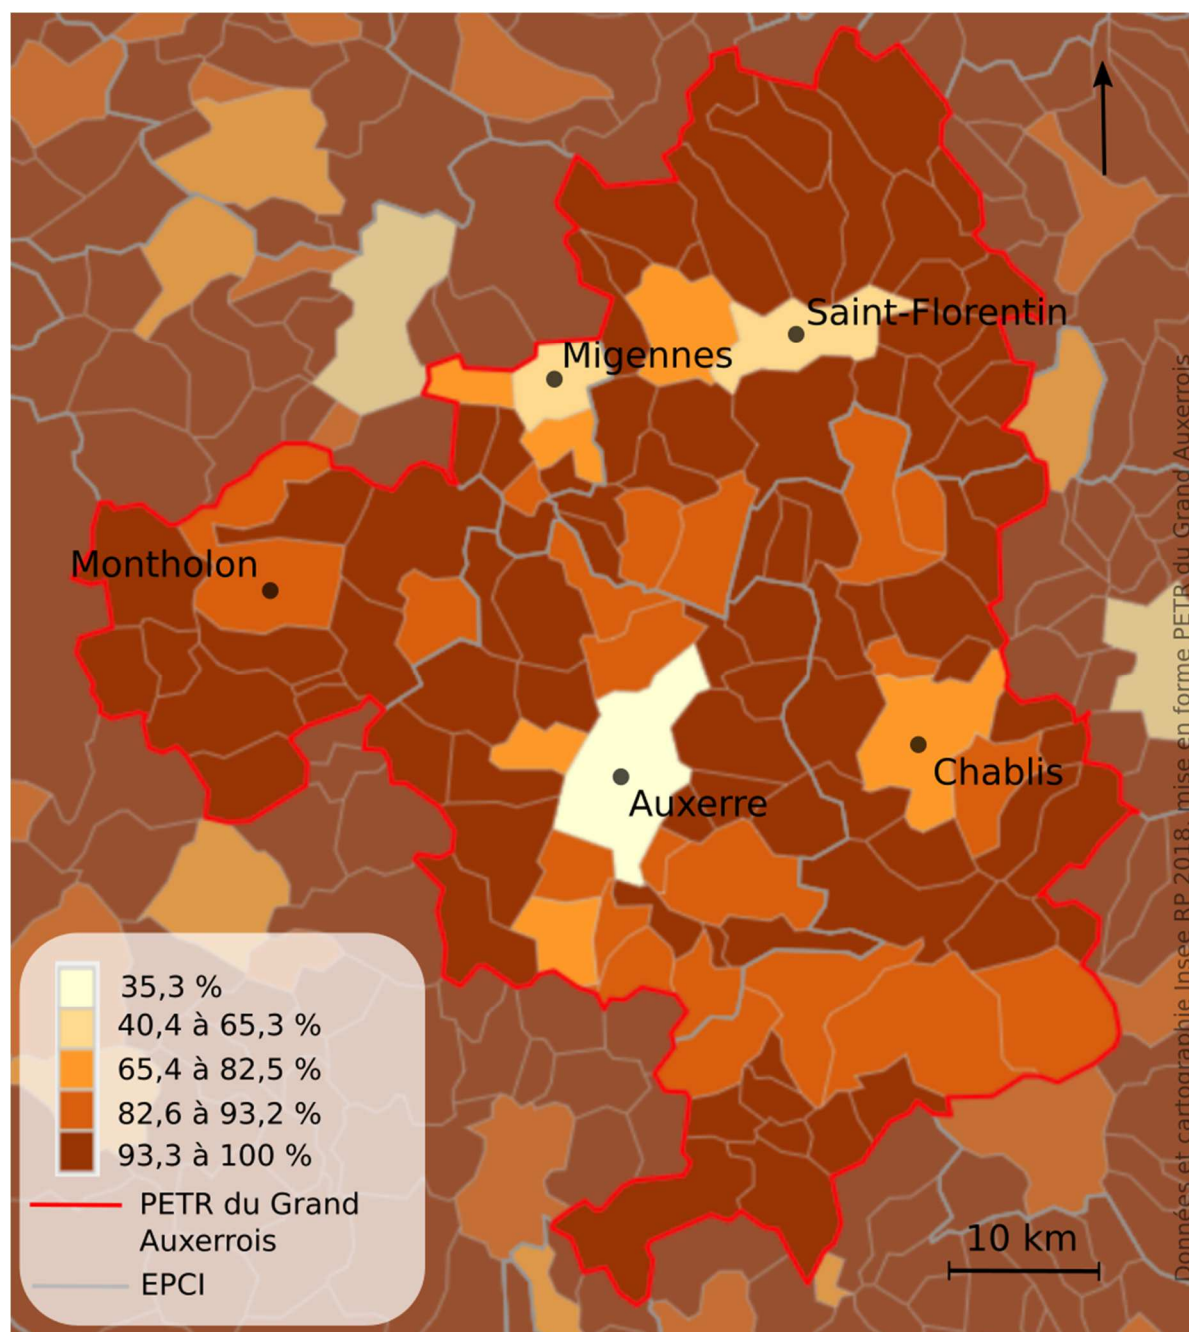 Saint-Florentin
Migennes
Montholon
Chablis
Auxerre
35,3 %
40,4 à 65,3 %
65,4 à 82,5 %
82,6 à 93,2 %
93,3 à 100 %
PETR du Grand
Auxerrois
EPCI
10 km
Données et cartographie Insee RP 2018, mise en forme PETR du Grand Auxerrois